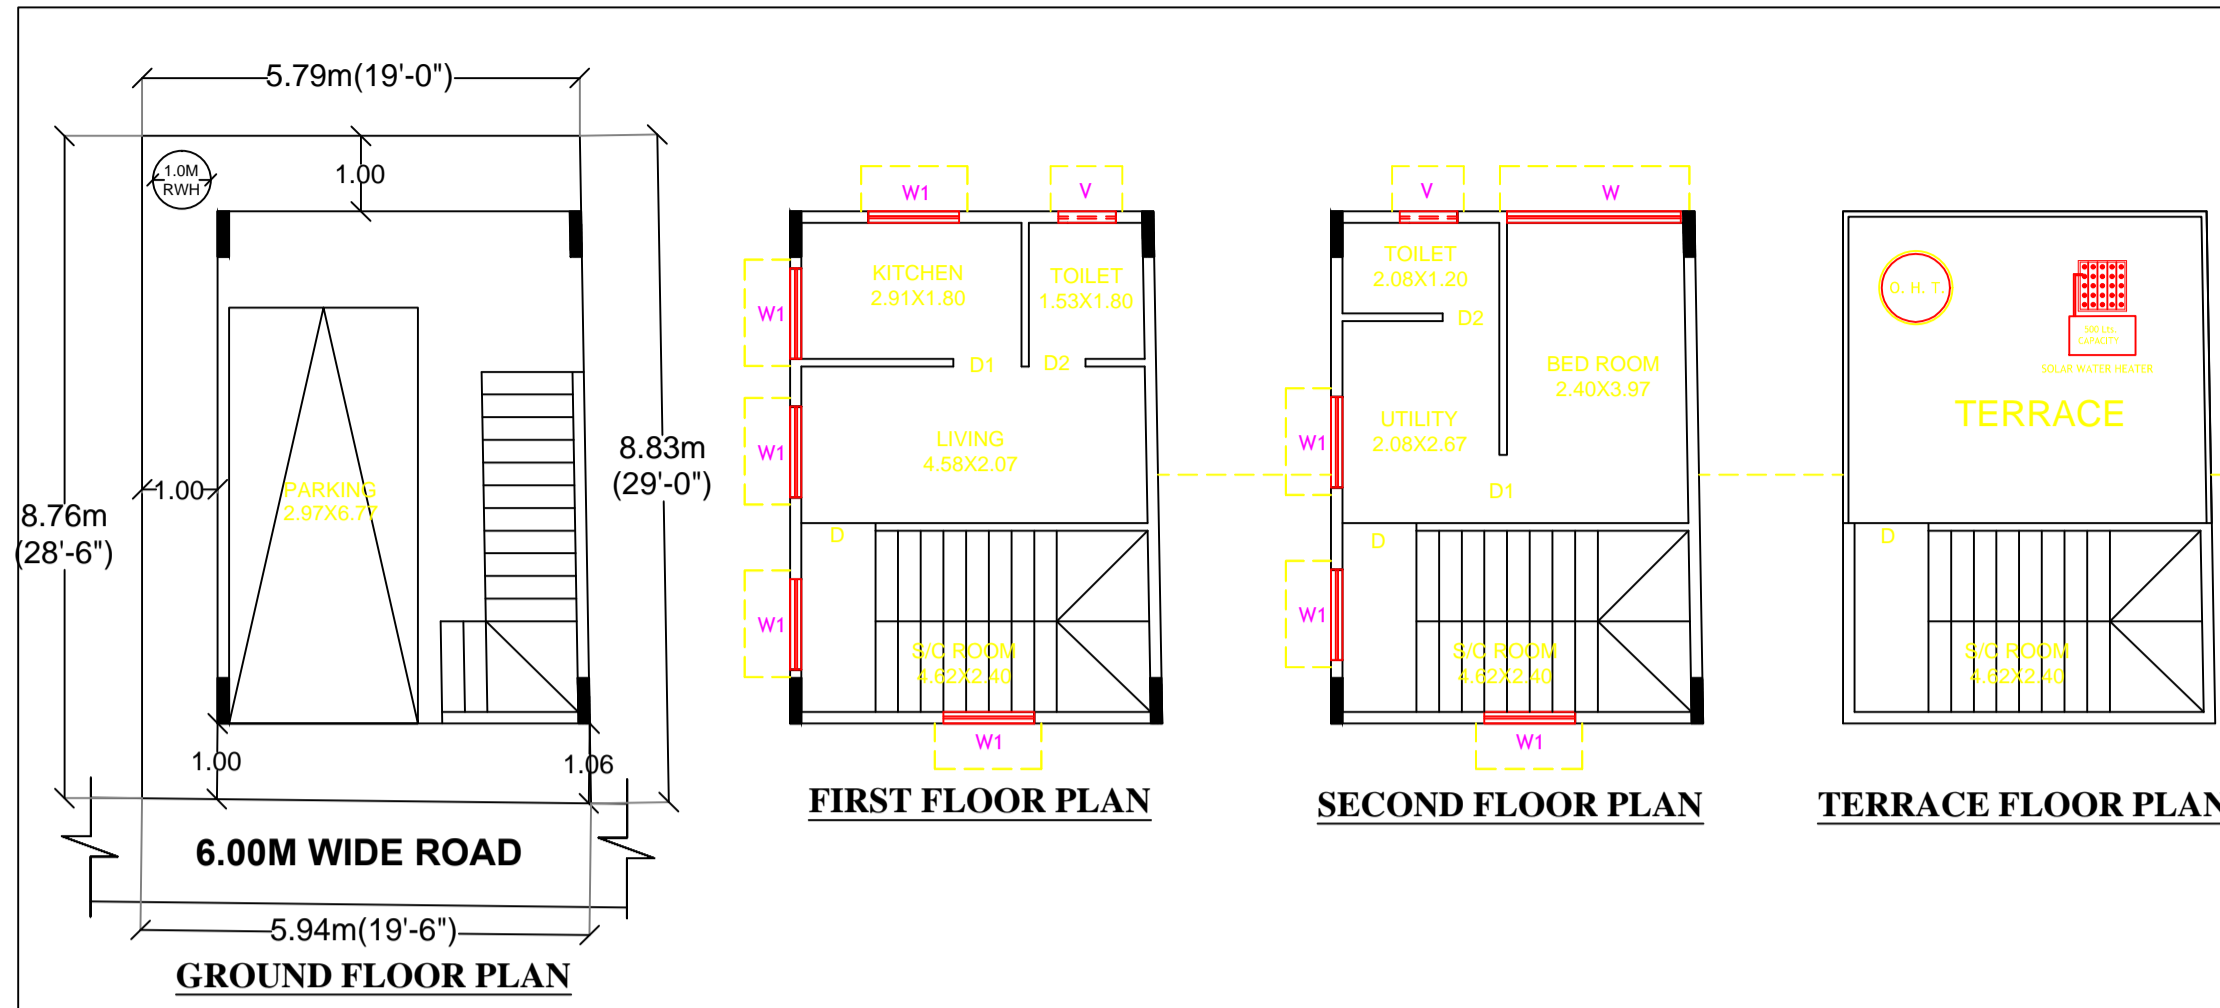 5.79m(19'-0")
1.0M
RWH
1.00
8.76m
(28'-6")
1.00
PARKING
2.97X6.77
8.83m
(29'-0")
1.00
1.06
6.00M WIDE ROAD
5.94m(19'-6")
GROUND FLOOR PLAN
W1
V
W1
KITCHEN
2.91X1.80
TOILET
1.53X1.80
D1
D2
W1
LIVING
4.58X2.07
D
W1
S/C ROOM
4.62X2.40
W1
FIRST FLOOR PLAN
V
W
TOILET
2.08X1.20
D2
BED ROOM
2.40X3.97
W1
UTILITY
2.08X2.67
D1
D
W1
S/C ROOM
4.62X2.40
W1
SECOND FLOOR PLAN
O. H. T.
500 Ltr.
CAPACITY
SOLAR WATER HEATER
TERRACE
D
S/C ROOM
4.62X2.40
TERRACE FLOOR PLAN